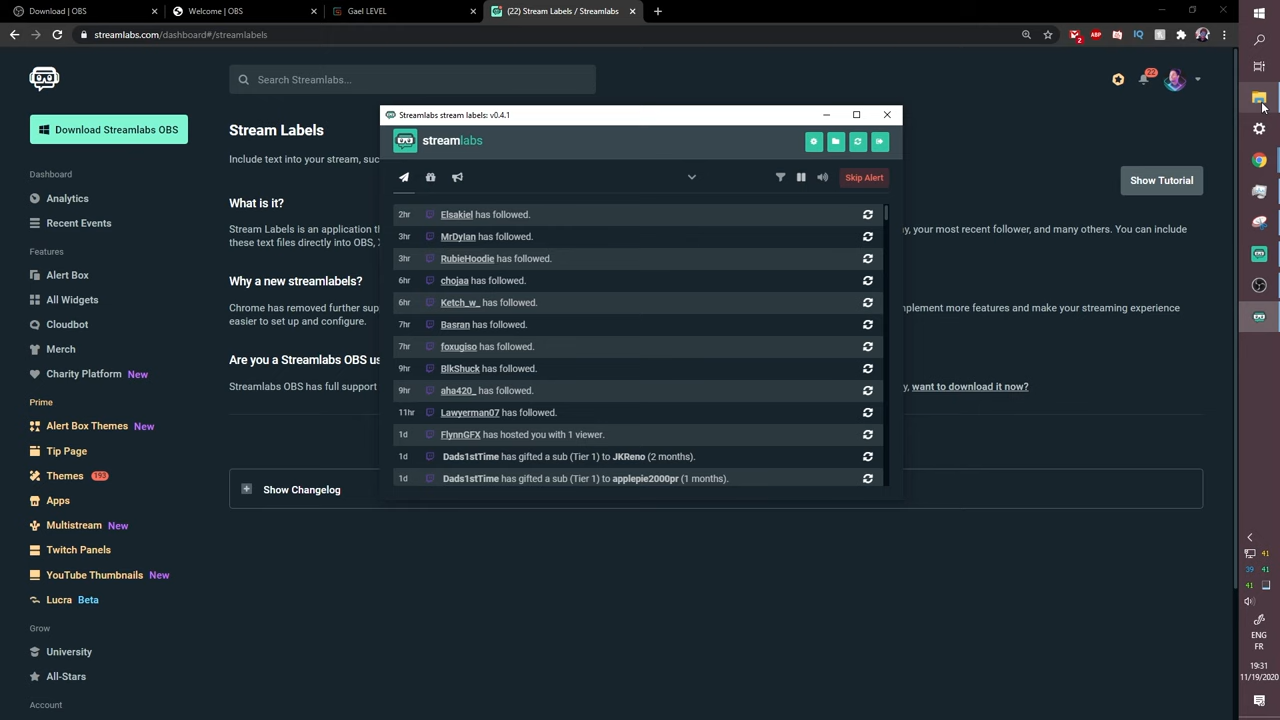 Download | OBS
Welcome | OBS
Gael LEVEL
(22) Stream Labels / Streamlabs
streamlabs.com/dashboard#/streamlabels
2
ABP
IQ
Search Streamlabs...
22
Download Streamlabs OBS
Dashboard
Analytics
Recent Events
Features
Alert Box
All Widgets
Cloudbot
Merch
Charity Platform New
Prime
Alert Box Themes New
Tip Page
Themes 193
Apps
Multistream New
Twitch Panels
YouTube Thumbnails New
Lucra Beta
Grow
University
All-Stars
Account
Stream Labels
Include text into your stream, suc
Show Tutorial
What is it?
Stream Labels is an application th
ay, your most recent follower, and many others. You can include
these text files directly into OBS, X
Why a new streamlabels?
Chrome has removed further sup
mplement more features and make your streaming experience
easier to set up and configure.
Are you a Streamlabs OBS us
Streamlabs OBS has full support
y, want to download it now?
Show Changelog
Streamlabs stream labels: v0.4.1
streamlabs
Skip Alert
2hr Elsakiel has followed.
3hr MrDylan has followed.
3hr RubieHoodie has followed.
6hr chojaa has followed.
6hr Ketch_w_ has followed.
7hr Basran has followed.
7hr foxugiso has followed.
9hr BlkShuck has followed.
9hr aha420_ has followed.
11hr Lawyerman07 has followed.
1d FlynnGFX has hosted you with 1 viewer.
1d Dads1stTime has gifted a sub (Tier 1) to JKReno (2 months).
1d Dads1stTime has gifted a sub (Tier 1) to applepie2000pr (1 months).
41
39 41
41
ENG
FR
19:31
11/19/2020